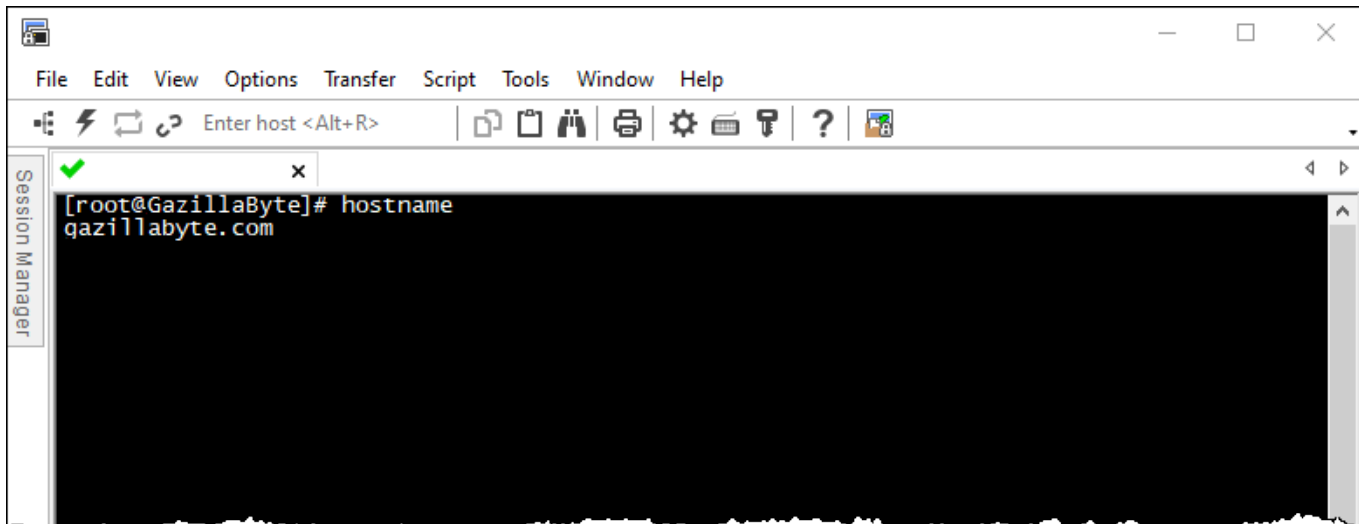 File Edit View Options Transfer Script Tools Window Help
Enter host <Alt+R>
Session Manager
[root@GazillaByte]# hostname
gazillabyte.com